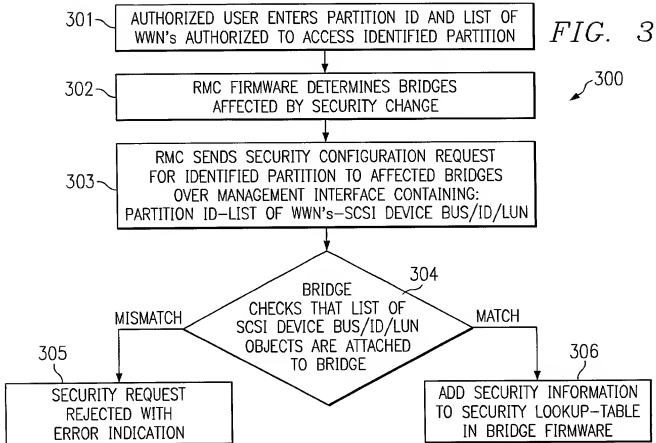 301
AUTHORIZED USER ENTERS PARTITION ID AND LIST OF
WWN's AUTHORIZED TO ACCESS IDENTIFIED PARTITION
FIG. 3
300
302
RMC FIRMWARE DETERMINES BRIDGES
AFFECTED BY SECURITY CHANGE
303
RMC SENDS SECURITY CONFIGURATION REQUEST
FOR IDENTIFIED PARTITION TO AFFECTED BRIDGES
OVER MANAGEMENT INTERFACE CONTAINING:
PARTITION ID–LIST OF WWN's–SCSI DEVICE BUS/ID/LUN
304
BRIDGE
CHECKS THAT LIST OF
SCSI DEVICE BUS/ID/LUN
OBJECTS ARE ATTACHED
TO BRIDGE
MISMATCH
MATCH
305
SECURITY REQUEST
REJECTED WITH
ERROR INDICATION
306
ADD SECURITY INFORMATION
TO SECURITY LOOKUP–TABLE
IN BRIDGE FIRMWARE